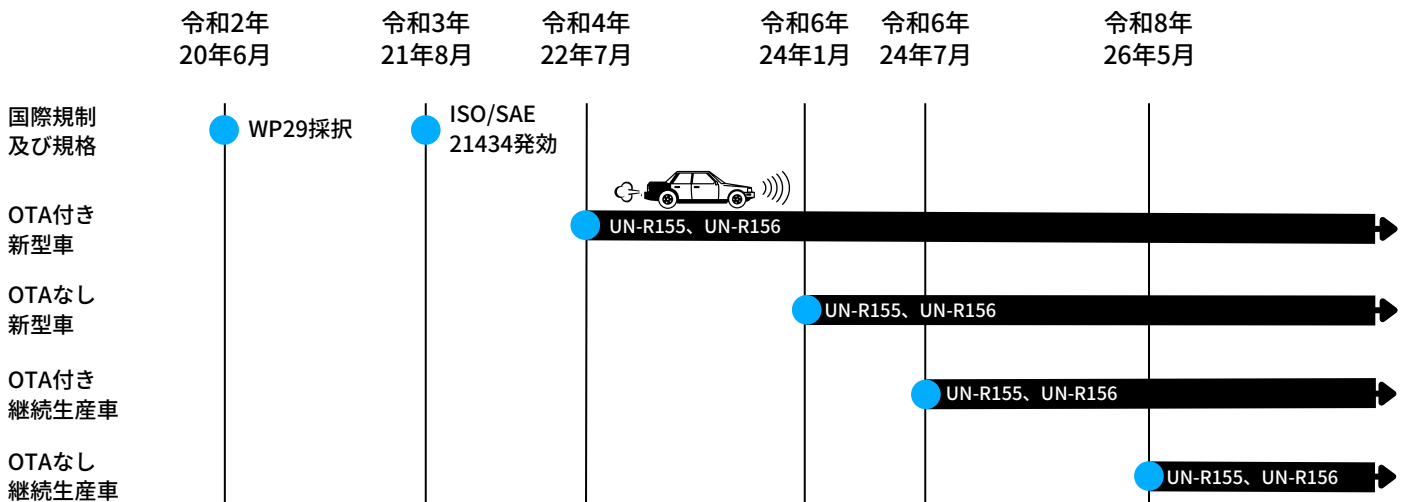 令和2年
20年6月
令和3年
21年8月
令和4年
22年7月
令和6年
24年1月
令和6年
24年7月
令和8年
26年5月
国際規制
及び規格
WP29採択
ISO/SAE
21434発効
OTA付き
新型車
UN-R155、UN-R156
OTAなし
新型車
UN-R155、UN-R156
OTA付き
継続生産車
UN-R155、UN-R156
OTAなし
継続生産車
UN-R155、UN-R156